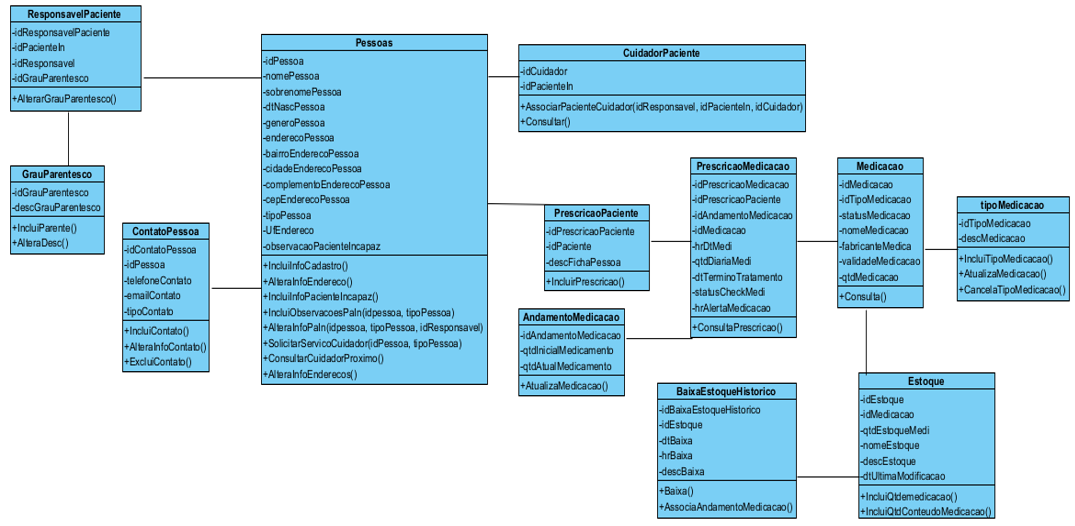 ResponsavelPaciente
-idResponsavelPaciente
-idPacienteIn
-idResponsavel
-idGrauParentesco
+AlterarGrauParentesco()
GrauParentesco
-idGrauParentesco
-descGrauParentesco
+IncluiParente()
+AlteraDesc()
ContatoPessoa
-idContatoPessoa
-idPessoa
-telefoneContato
-emailContato
-tipoContato
+IncluiContato()
+AlteraInfoContato()
+ExcluiContato()
Pessoas
-idPessoa
-nomePessoa
-sobrenomePessoa
-dtNascPessoa
-generoPessoa
-enderecoPessoa
-bairroEnderecoPessoa
-cidadeEnderecoPessoa
-complementoEnderecoPessoa
-cepEnderecoPessoa
-tipoPessoa
-UfEndereco
-observacaoPacienteIncapaz
+IncluiInfoCadastro()
+AlteraInfoEndereco()
+IncluiInfoPacienteIncapaz()
+IncluiObservacoesPaIn(idpessoa, tipoPessoa)
+AlteraInfoPaIn(idpessoa, tipoPessoa, idResponsavel)
+SolicitarServicoCuidador(idPessoa, tipoPessoa)
+ConsultarCuidadorProximo()
+AlteraInfoEnderecos()
CuidadorPaciente
-idCuidador
-idPacienteIn
+AssociarPacienteCuidador(idResponsavel, idPacienteIn, idCuidador)
+Consultar()
PrescricaoPaciente
-idPrescricaoPaciente
-idPaciente
-descFichaPessoa
+IncluirPrescricao()
AndamentoMedicacao
-idAndamentoMedicacao
-qtdInicialMedicamento
-qtdAtualMedicamento
+AtualizaMedicacao()
PrescricaoMedicacao
-idPrescricaoMedicacao
-idPrescricaoPaciente
-idAndamentoMedicacao
-idMedicacao
-hrDtMedi
-qtdDiariaMedi
-dtTerminoTratamento
-statusCheckMedi
-hrAlertaMedicacao
+ConsultaPrescricao()
Medicacao
-idMedicacao
-idTipoMedicacao
-statusMedicacao
-nomeMedicacao
-fabricanteMedica
-validadeMedicacao
-qtdMedicacao
+Consulta()
tipoMedicacao
-idTipoMedicacao
-descMedicacao
+IncluiTipoMedicacao()
+AtualizaMedicacao()
+CancelaTipoMedicacao()
BaixaEstoqueHistorico
-idBaixaEstoqueHistorico
-idEstoque
-dtBaixa
-hrBaixa
-descBaixa
+Baixa()
+AssociaAndamentoMedicacao()
Estoque
-idEstoque
-idMedicacao
-qtdEstoqueMedi
-nomeEstoque
-descEstoque
-dtUltimaModificacao
+IncluiQtdemedicacao()
+IncluiQtdConteudoMedicacao()